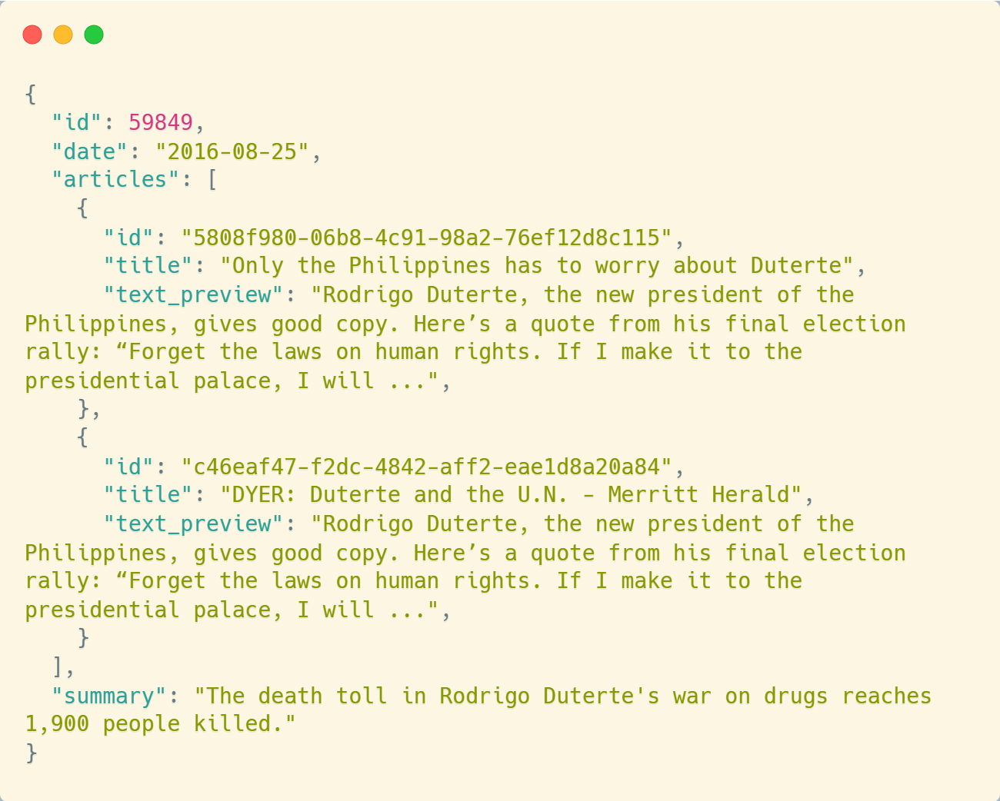 {
  "id": 59849,
  "date": "2016-08-25",
  "articles": [
    {
      "id": "5808f980-06b8-4c91-98a2-76ef12d8c115",
      "title": "Only the Philippines has to worry about Duterte",
      "text_preview": "Rodrigo Duterte, the new president of the
Philippines, gives good copy. Here’s a quote from his final election
rally: “Forget the laws on human rights. If I make it to the
presidential palace, I will ...",
    },
    {
      "id": "c46eaf47-f2dc-4842-aff2-eae1d8a20a84",
      "title": "DYER: Duterte and the U.N. - Merritt Herald",
      "text_preview": "Rodrigo Duterte, the new president of the
Philippines, gives good copy. Here’s a quote from his final election
rally: “Forget the laws on human rights. If I make it to the
presidential palace, I will ...",
    }
  ],
  "summary": "The death toll in Rodrigo Duterte's war on drugs reaches
1,900 people killed."
}